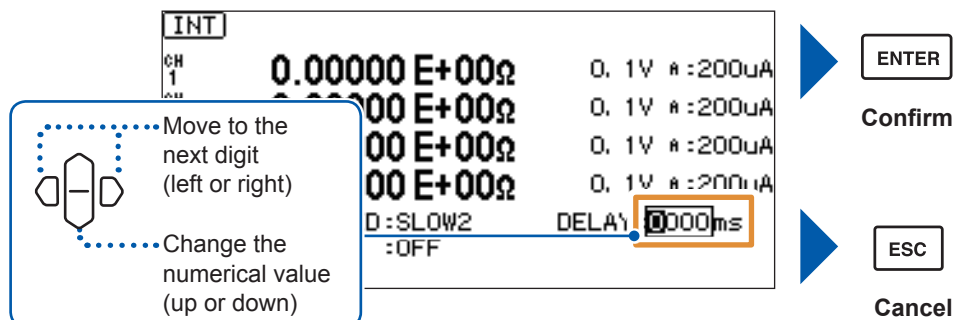 INT
CH
1 0.00000 E+00Ω 0. 1V A:200uA
0. 1V A:200uA
00 E+00Ω 0. 1V A:200uA
00 E+00Ω 0. 1V A:200uA
D:SLOW2 DELAY 0000ms
:OFF
Move to the
next digit
(left or right)
Change the
numerical value
(up or down)
ENTER
Confirm
ESC
Cancel